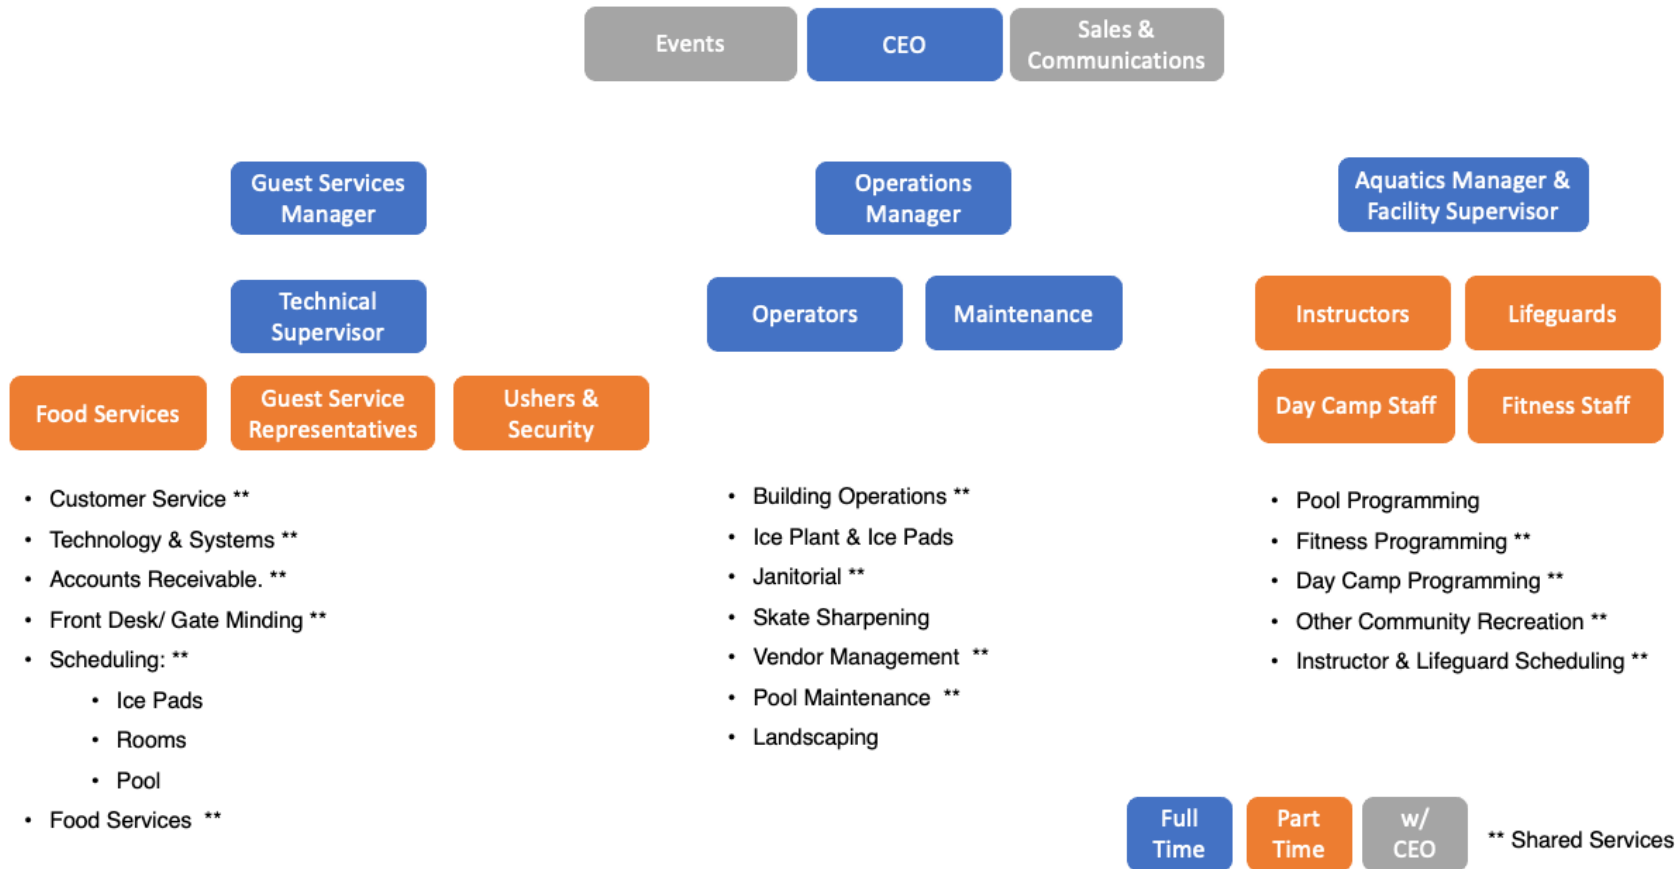 Events
CEO
Sales &
Communications
Guest Services
Manager
Operations
Manager
Aquatics Manager &
Facility Supervisor
Technical
Supervisor
Operators
Maintenance
Instructors
Lifeguards
Food Services
Guest Service
Representatives
Ushers &
Security
Day Camp Staff
Fitness Staff
• Customer Service **
• Technology & Systems **
• Accounts Receivable. **
• Front Desk/ Gate Minding **
• Scheduling: **
• Ice Pads
• Rooms
• Pool
• Food Services **
• Building Operations **
• Ice Plant & Ice Pads
• Janitorial **
• Skate Sharpening
• Vendor Management **
• Pool Maintenance **
• Landscaping
• Pool Programming
• Fitness Programming **
• Day Camp Programming **
• Other Community Recreation **
• Instructor & Lifeguard Scheduling **
Full
Time
Part
Time
w/
CEO
** Shared Services